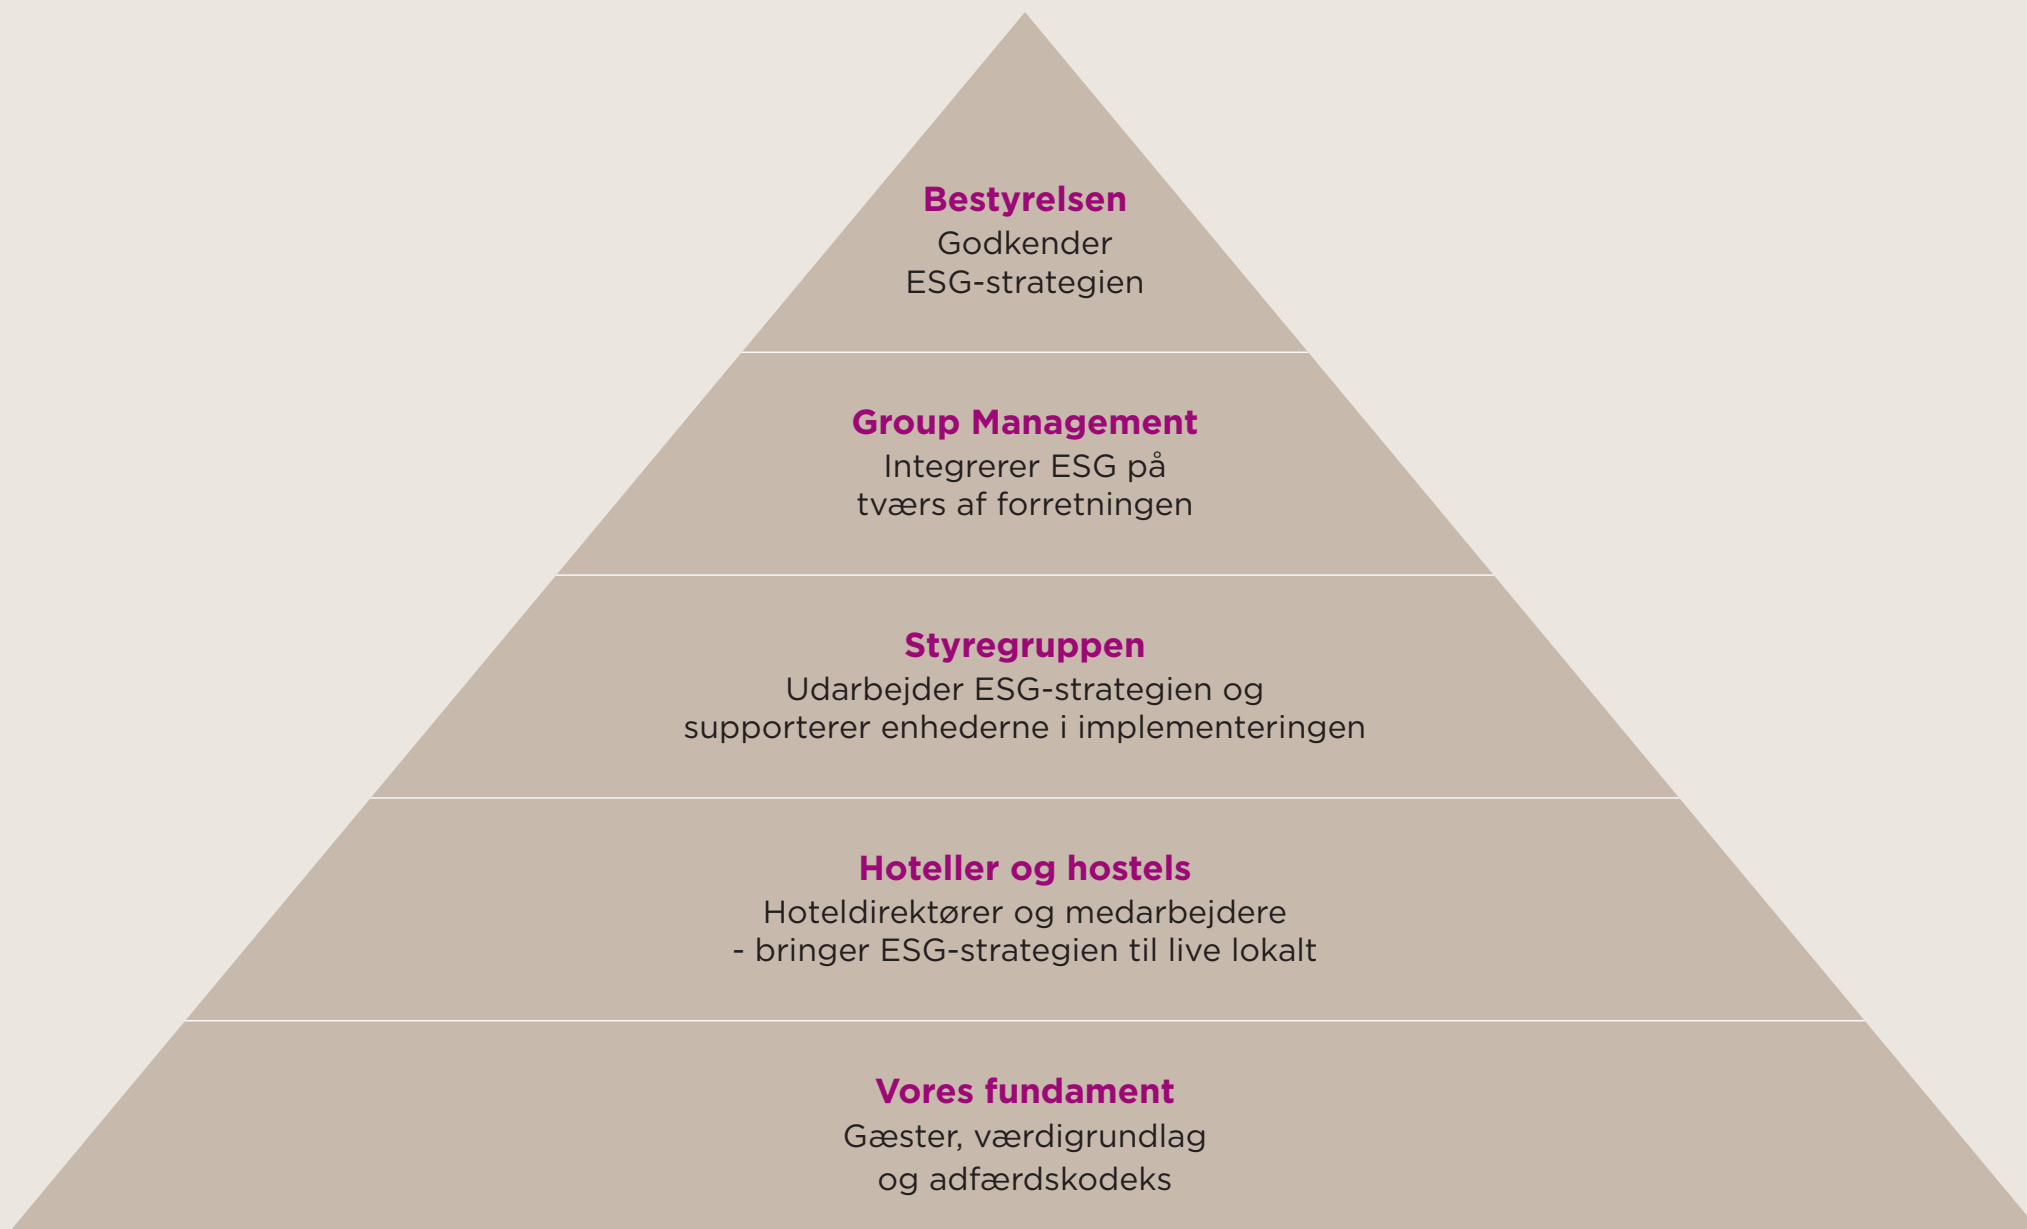 Bestyrelsen
Godkender
ESG-strategien
Group Management
Integrerer ESG på
tværs af forretningen
Styregruppen
Udarbejder ESG-strategien og
supporterer enhederne i implementeringen
Hoteller og hostels
Hoteldirektører og medarbejdere
- bringer ESG-strategien til live lokalt
Vores fundament
Gæster, værdigrundlag
og adfærdskodeks